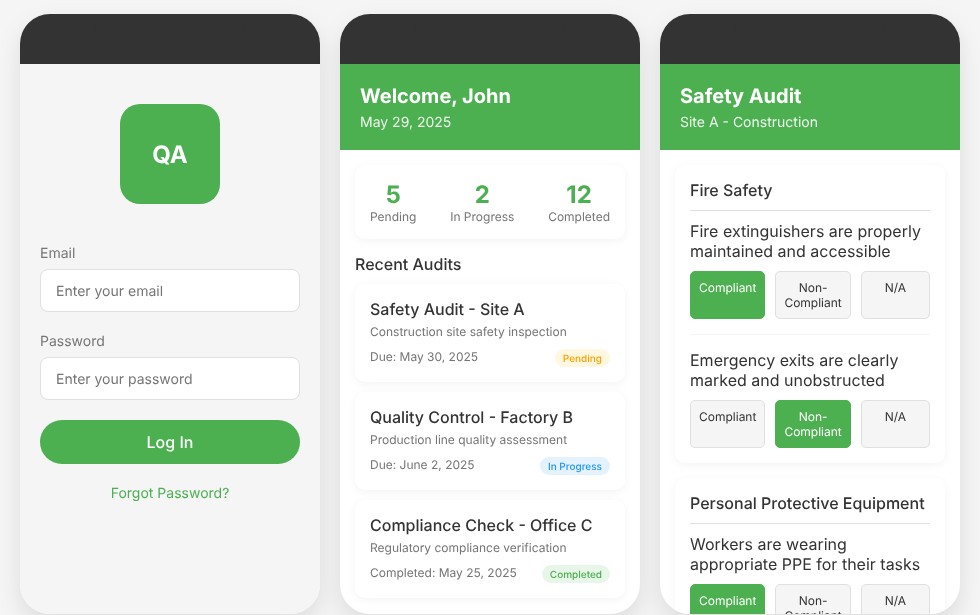 QA
Email
Enter your email
Password
Enter your password
Log In
Forgot Password?
Welcome, John
May 29, 2025
5
Pending
2
In Progress
12
Completed
Recent Audits
Safety Audit - Site A
Construction site safety inspection
Due: May 30, 2025
Pending
Quality Control - Factory B
Production line quality assessment
Due: June 2, 2025
In Progress
Compliance Check - Office C
Regulatory compliance verification
Completed: May 25, 2025
Completed
Safety Audit
Site A - Construction
Fire Safety
Fire extinguishers are properly
maintained and accessible
Compliant
Non-
Compliant
N/A
Emergency exits are clearly
marked and unobstructed
Compliant
Non-
Compliant
N/A
Personal Protective Equipment
Workers are wearing
appropriate PPE for their tasks
Compliant
Non-
Compliant
N/A